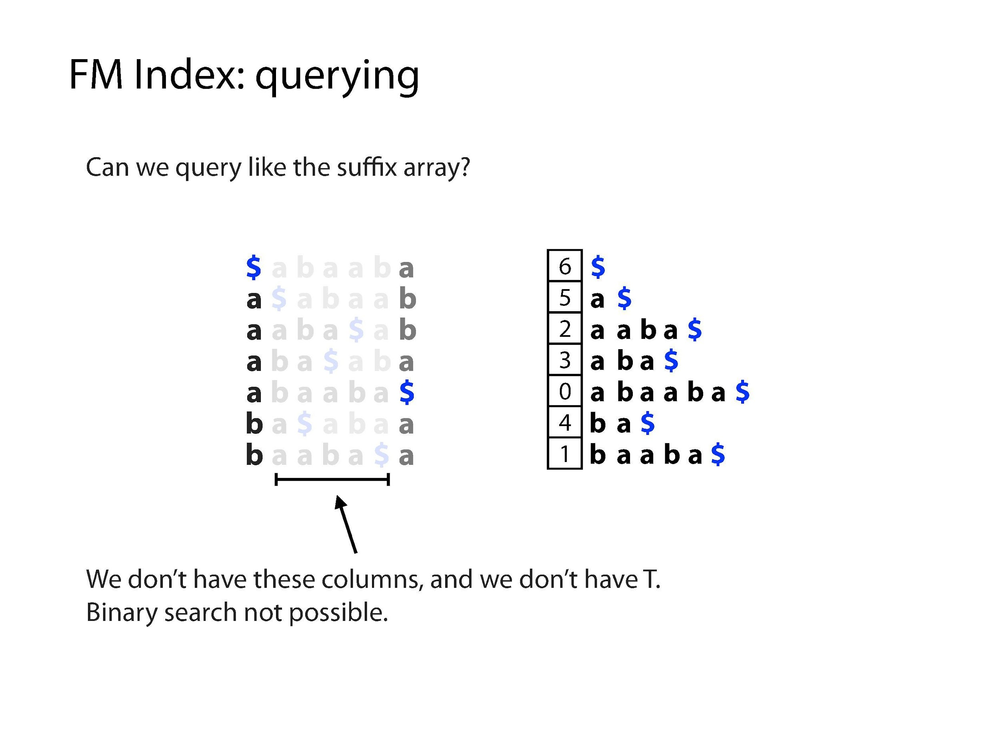 FM Index: querying
Can we query like the suffix array?
$ a b a a b a 6 $
a $ a b a a b 5 a $
a a b a $ a b 2 a a b a $
a b a $ a b a 3 a b a $
a b a a b a $ 0 a b a a b a $
b a $ a b a a 4 b a $
b a a b a $ a 1 b a a b a $
We don’t have these columns, and we don’t have T.
Binary search not possible.